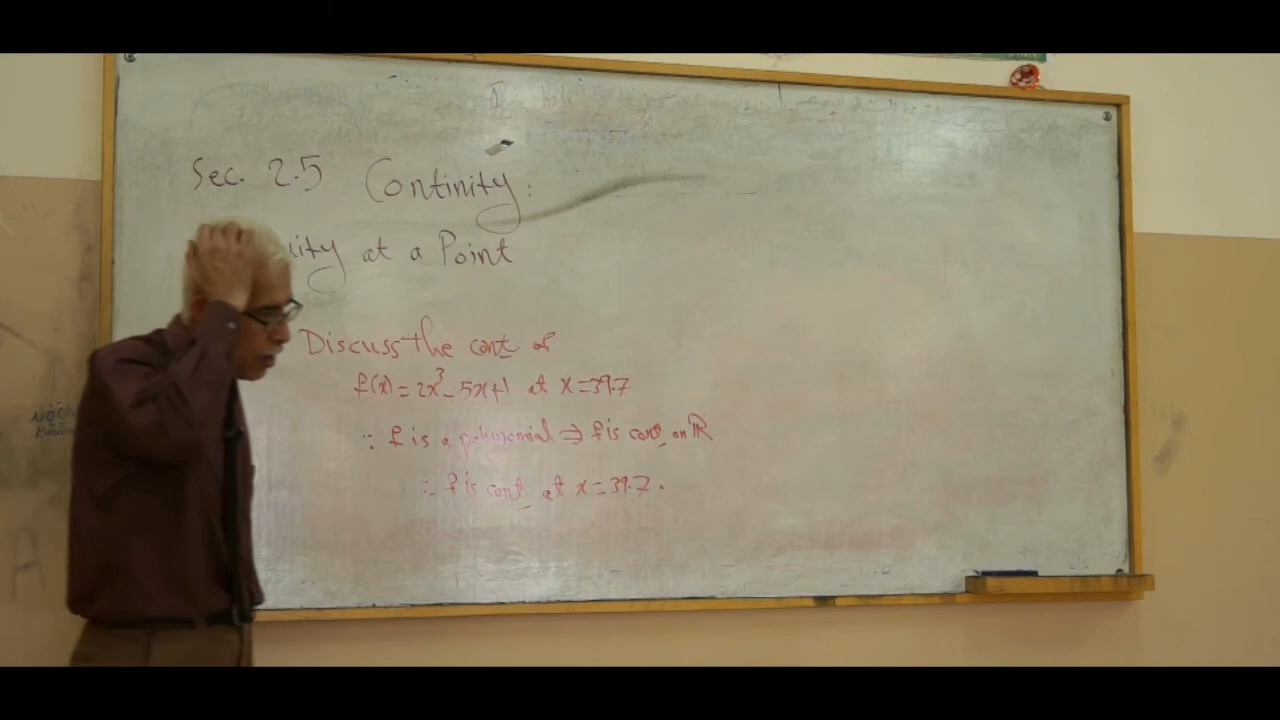 Sec. 2.5 Continity:
uity at a Point
Discuss the cont of
f(x) = 2x³ - 5x+1 at x = 39.7
∵ f is a polynomial ⇒ f is cont on ℝ
∴ f is cont at x = 39.7.